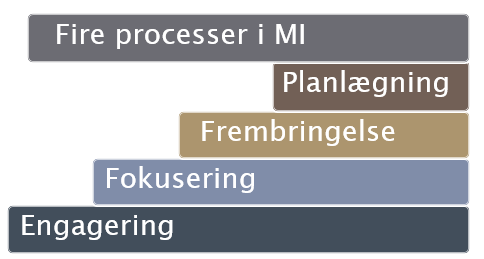 Fire processer i MI
Planlægning
Frembringelse
Fokusering
Engagering